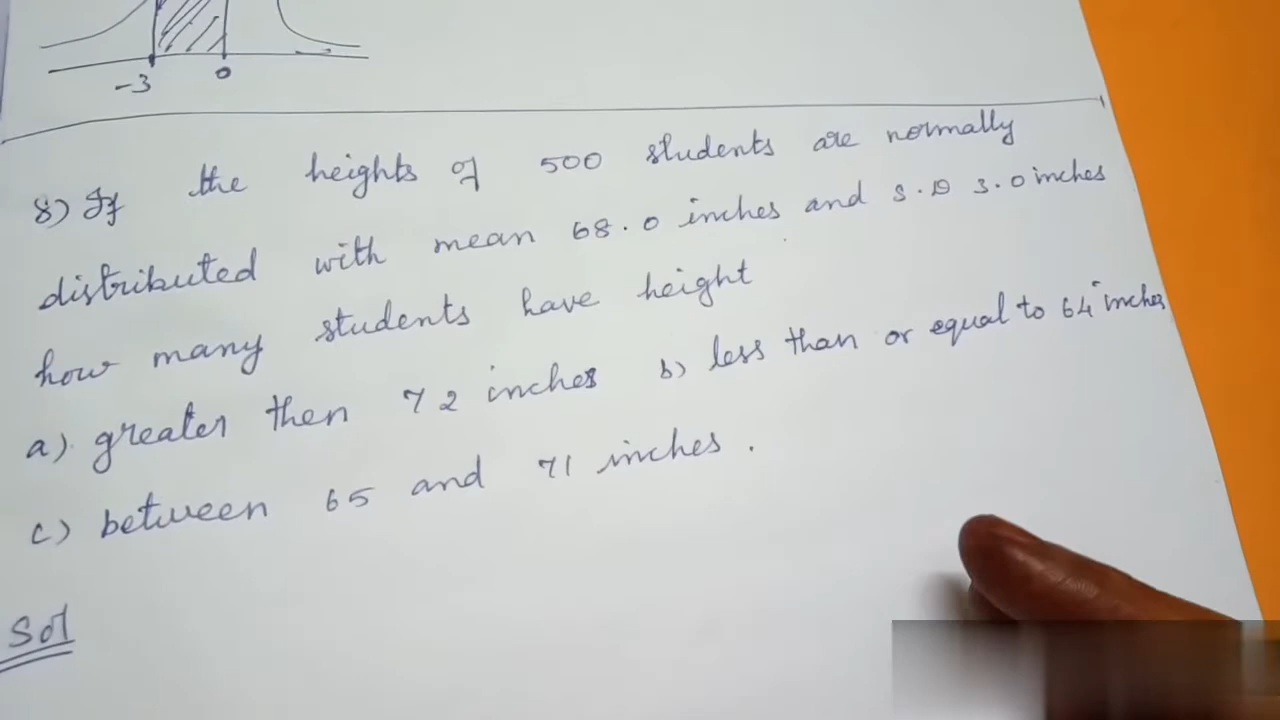 -3 0
8) If the heights of 500 students are normally
distributed with mean 68.0 inches and S.D 3.0 inches
how many students have height
a) greater then 72 inches b) less than or equal to 64 inches
c) between 65 and 71 inches.
Sol